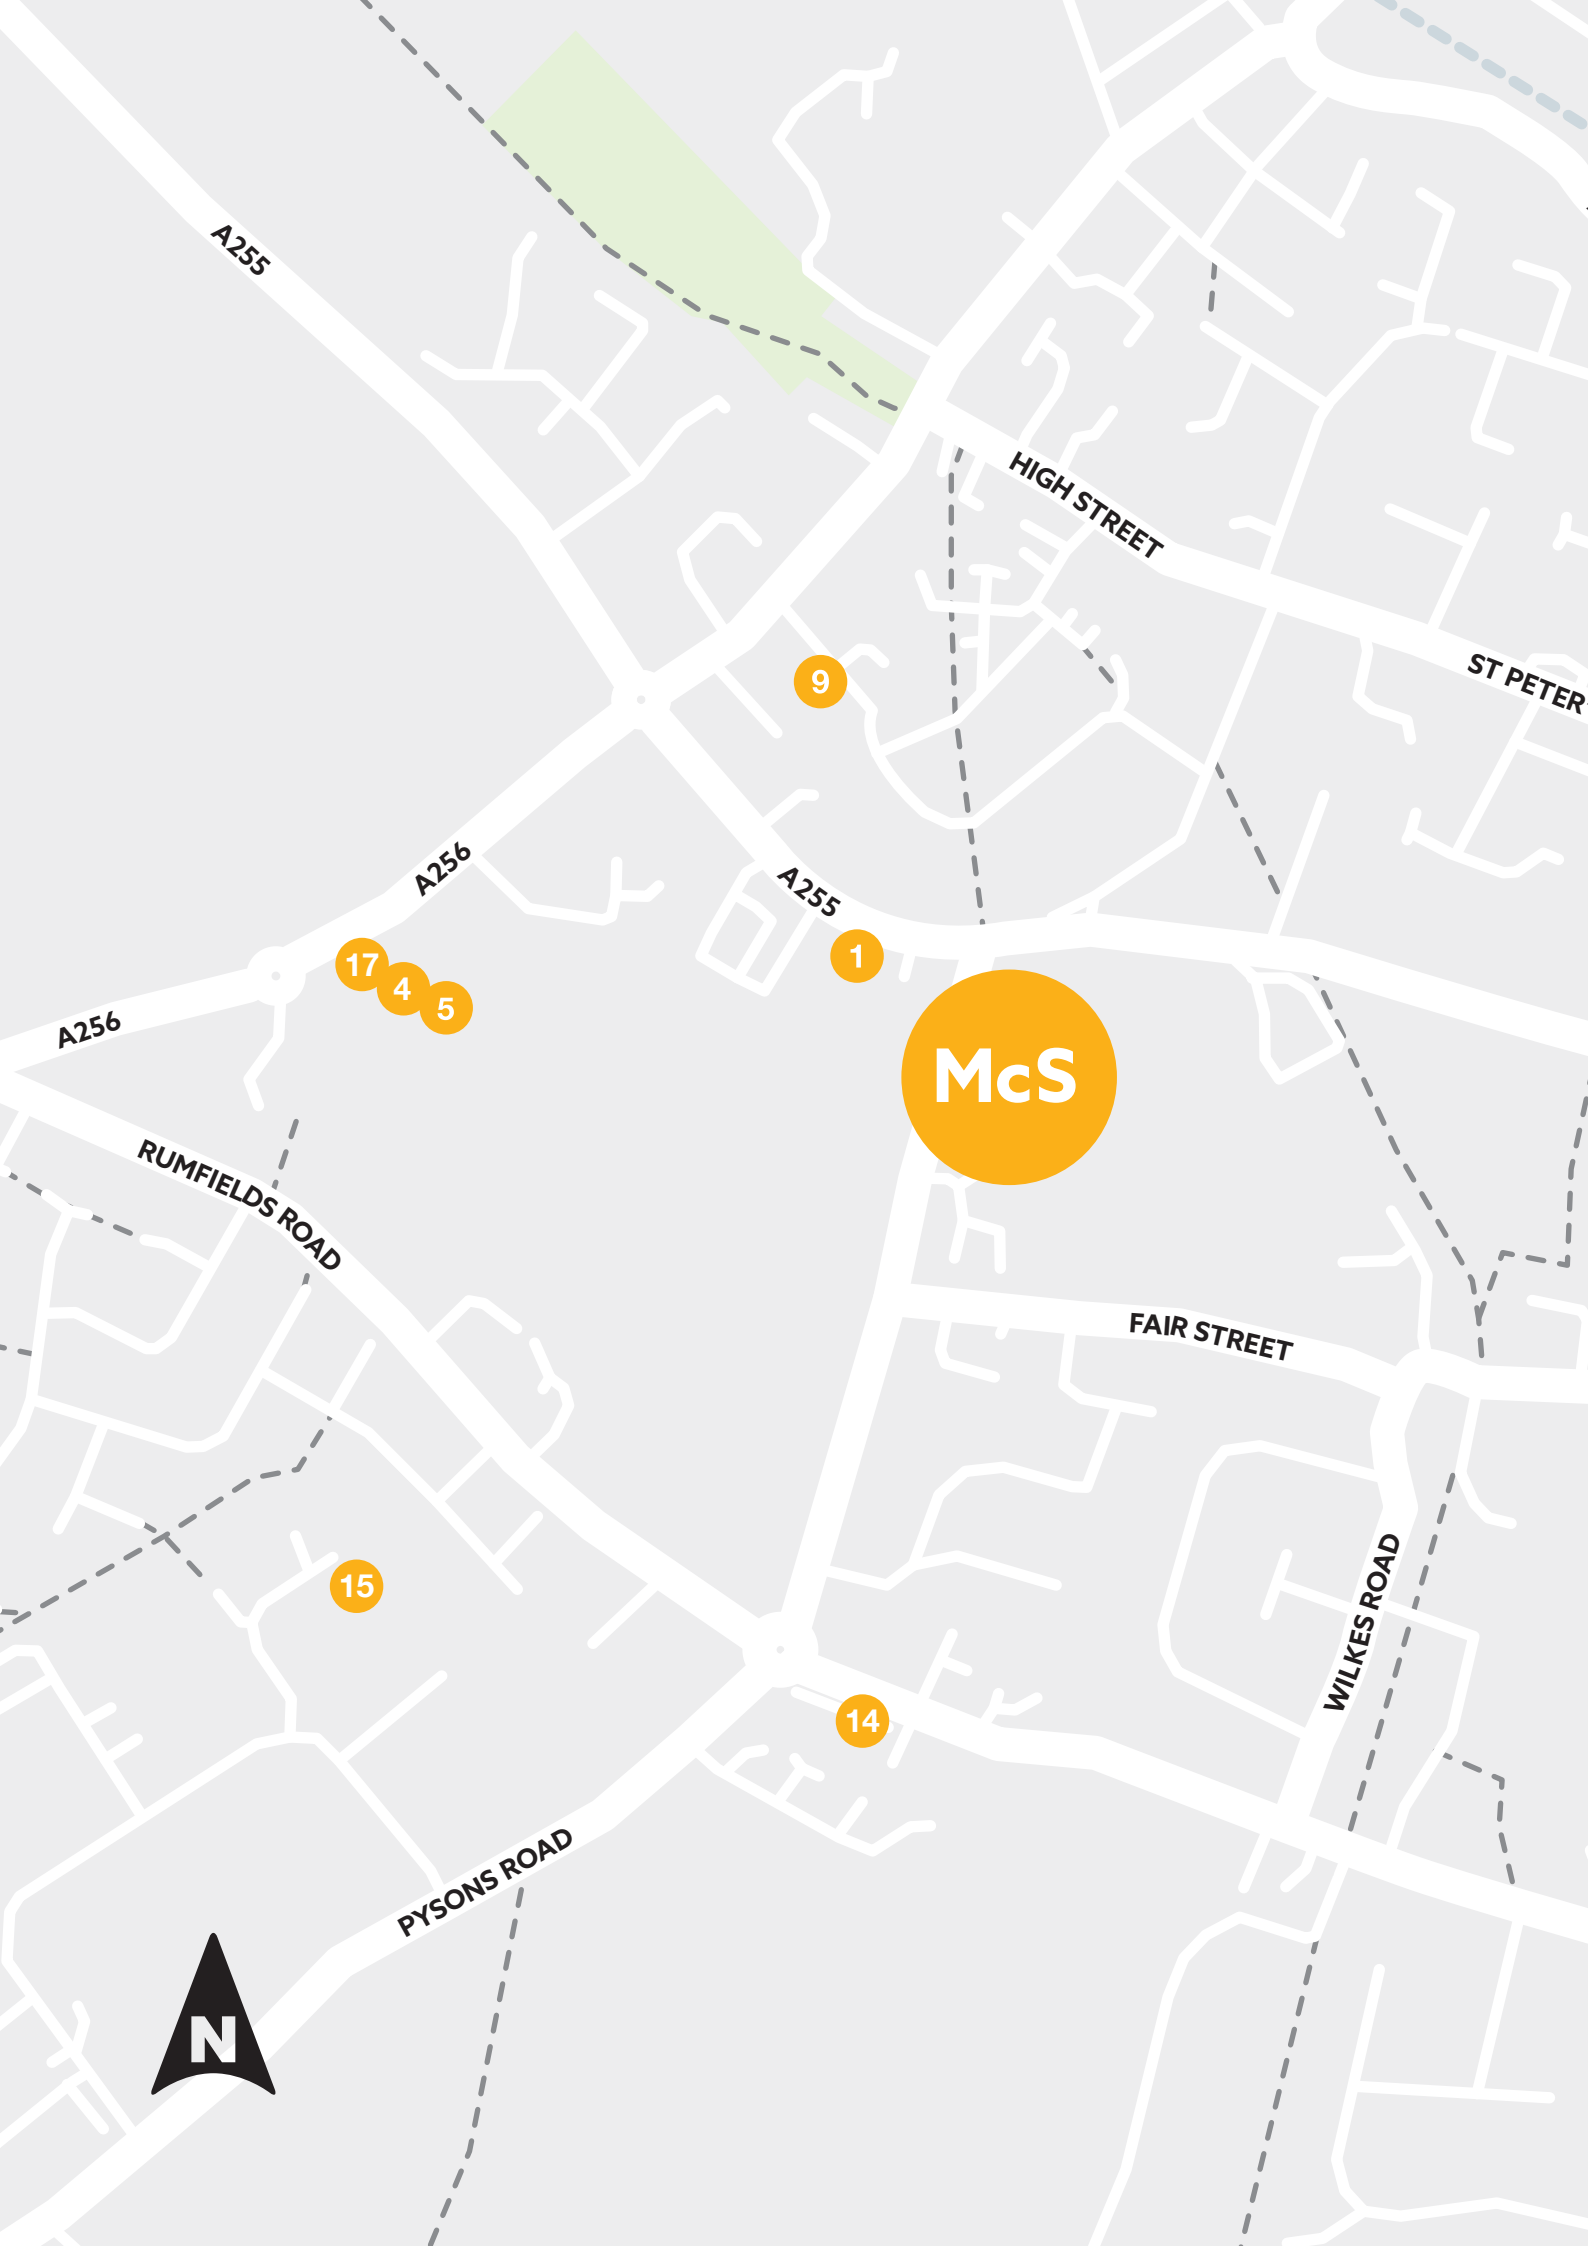 A255
HIGH STREET
ST PETER
9
A256
A255
17
4
5
1
A256
McS
RUMFIELDS ROAD
FAIR STREET
WILKES ROAD
15
14
PYSONS ROAD
N